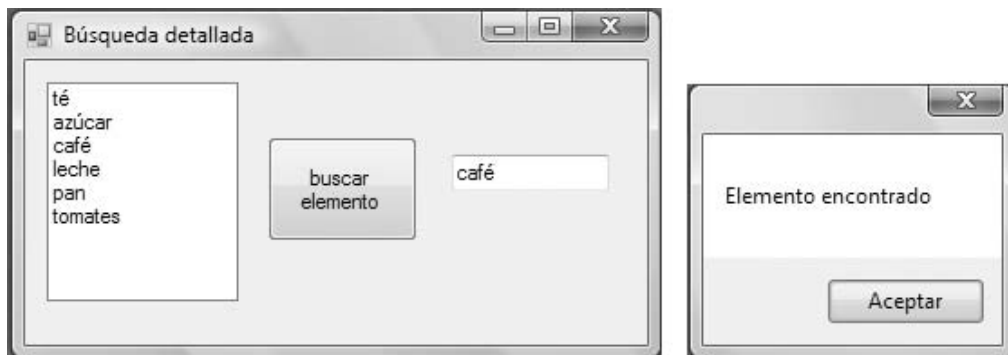 Búsqueda detallada
té
azúcar
café
leche
pan
tomates
buscar
elemento
café
Elemento encontrado
Aceptar